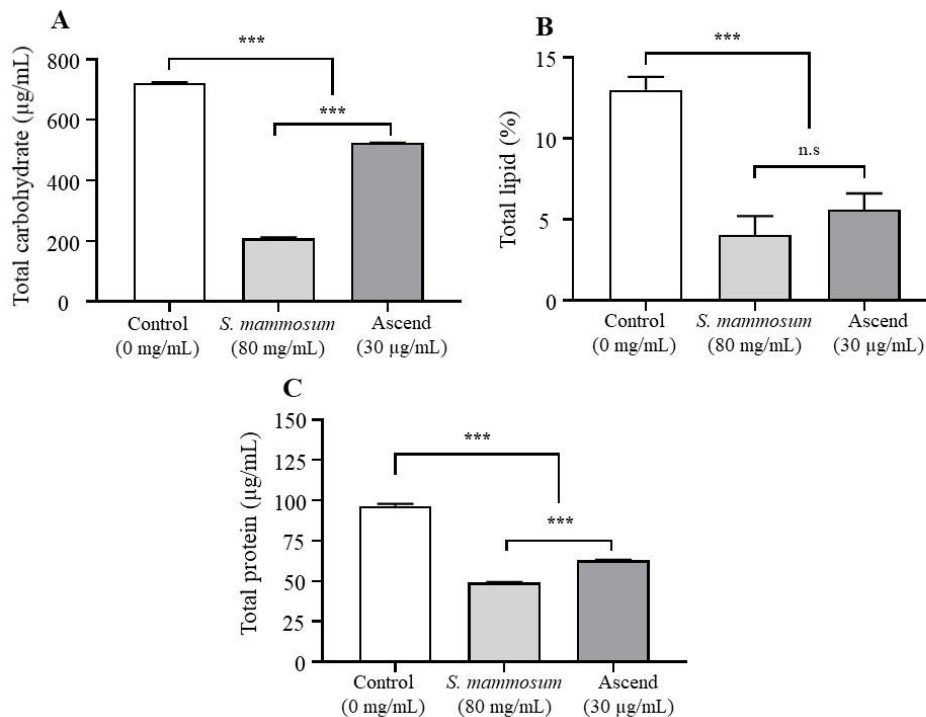 A
Total carbohydrate (µg/mL)
800
600
400
200
0
***
***
Control
(0 mg/mL)
S. mammosum
(80 mg/mL)
Ascend
(30 µg/mL)
B
Total lipid (%)
15
10
5
0
***
n.s
Control
(0 mg/mL)
S. mammosum
(80 mg/mL)
Ascend
(30 µg/mL)
C
Total protein (µg/mL)
150
125
100
75
50
25
0
***
***
Control
(0 mg/mL)
S. mammosum
(80 mg/mL)
Ascend
(30 µg/mL)